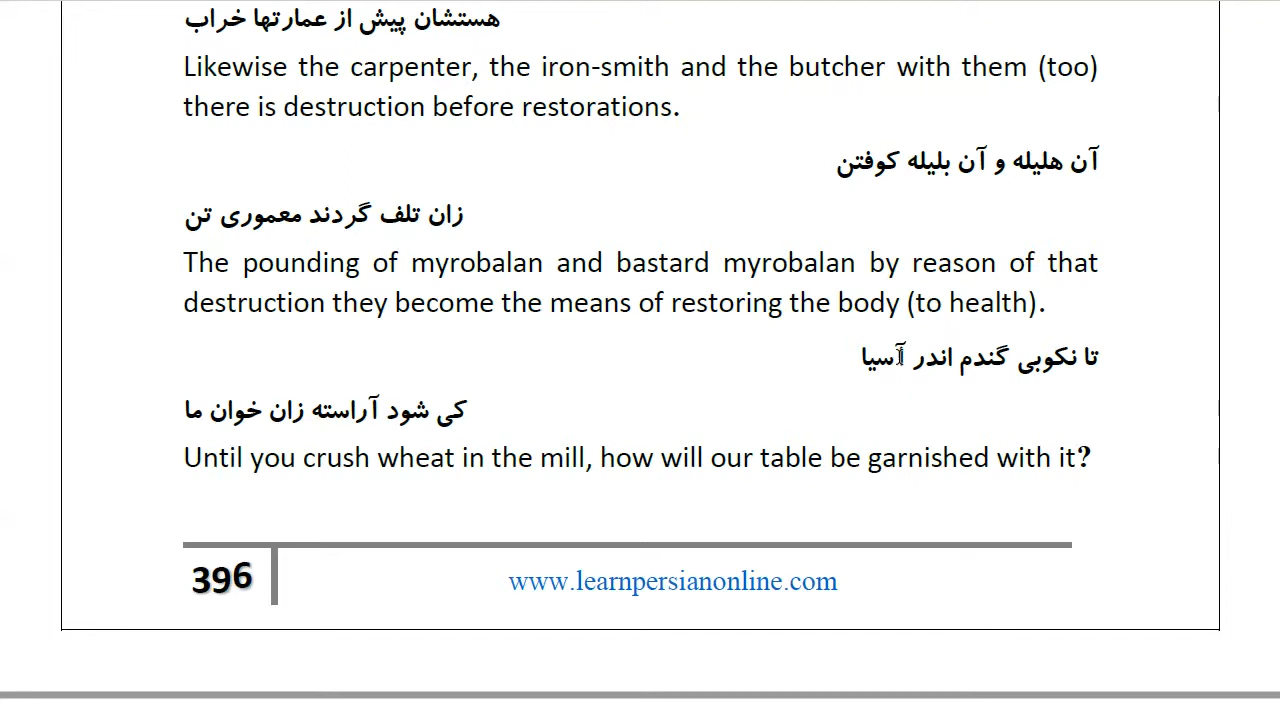 هستشان پیش از عمارتها خراب
Likewise the carpenter, the iron-smith and the butcher with them (too)
there is destruction before restorations.
آن هلیله و آن بلیله کوفتن
زان تلف گردند معموری تن
The pounding of myrobalan and bastard myrobalan by reason of that
destruction they become the means of restoring the body (to health).
تا نکوبی گندم اندر آسیا
کی شود آراسته زان خوان ما
Until you crush wheat in the mill, how will our table be garnished with it?
396
www.learnpersianonline.com